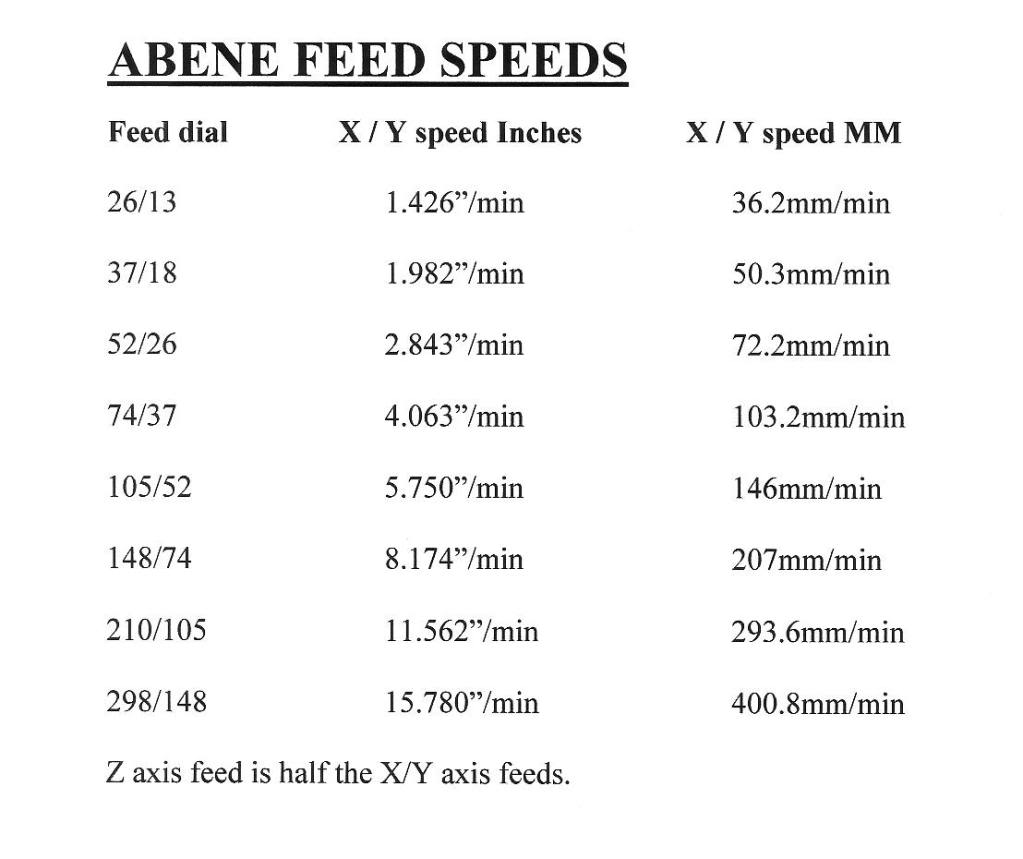 ABENE FEED SPEEDS
Feed dial X / Y speed Inches X / Y speed MM
26/13 1.426”/min 36.2mm/min
37/18 1.982”/min 50.3mm/min
52/26 2.843”/min 72.2mm/min
74/37 4.063”/min 103.2mm/min
105/52 5.750”/min 146mm/min
148/74 8.174”/min 207mm/min
210/105 11.562”/min 293.6mm/min
298/148 15.780”/min 400.8mm/min
Z axis feed is half the X/Y axis feeds.